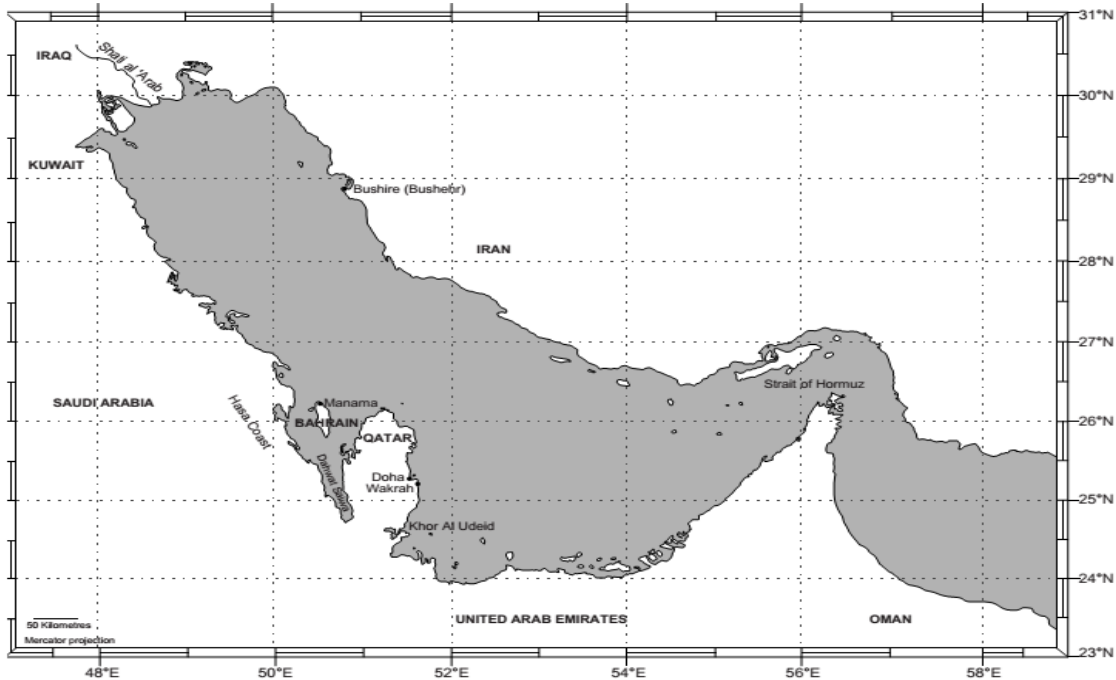 31°N
IRAQ
Shatt al 'Arab
30°N
KUWAIT
29°N
Bushire (Bushehr)
IRAN
28°N
27°N
Strait of Hormuz
SAUDI ARABIA
Hasa Coast
Manama
BAHRAIN
26°N
QATAR
Dahwat Salwa
Doha
Wakrah
25°N
Khor Al Udeid
24°N
50 Kilometres
UNITED ARAB EMIRATES
OMAN
Mercator projection
23°N
48°E
50°E
52°E
54°E
56°E
58°E